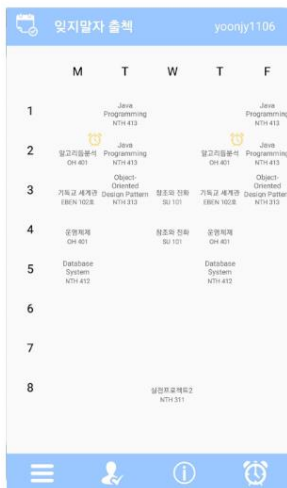 잊지말자 출첵 yoonjy1106
M T W T F
1 Java Programming NTH 413 Java Programming NTH 413
2 알고리듬분석 OH 401 Java Programming NTH 413 알고리듬분석 OH 401 Java Programming NTH 413
3 기독교 세계관 EBEN 102호 Object-Oriented Design Pattern NTH 313 창조와 진화 SU 101 기독교 세계관 EBEN 102호 Object-Oriented Design Pattern NTH 313
4 운영체제 OH 401 창조와 진화 SU 101 운영체제 OH 401
5 Database System NTH 412 Database System NTH 412
6
7
8 실전프로젝트2 NTH 311